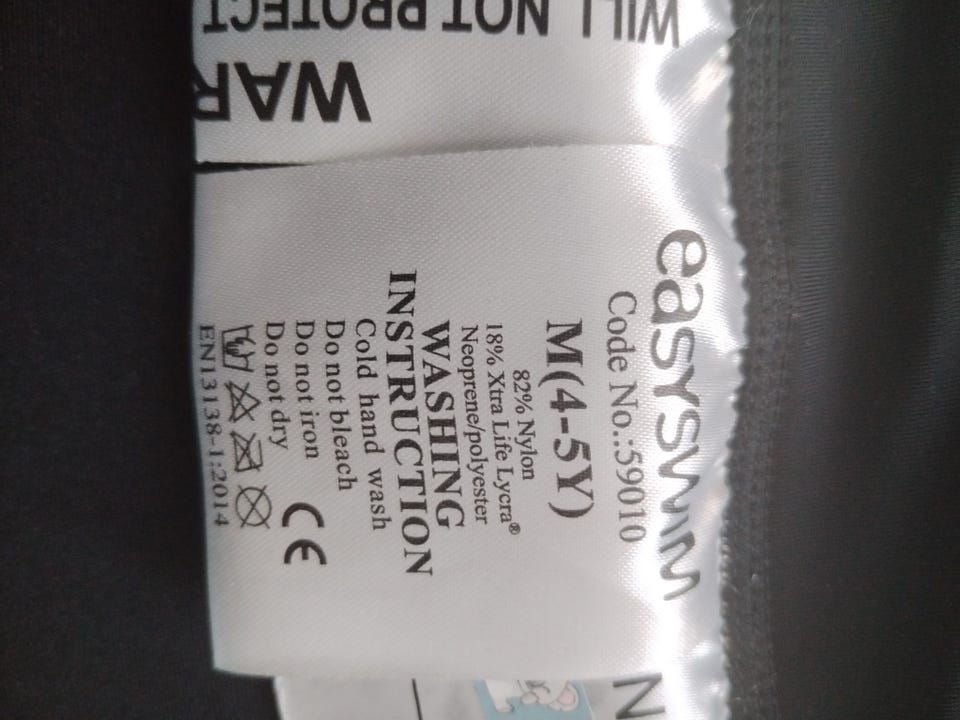 easyswim
Code No.:59010
M(4-5Y)
82% Nylon
18% Xtra Life Lycra®
Neoprene/polyester
WASHING
INSTRUCTION
Cold hand wash
Do not bleach
Do not iron
Do not dry
CE
EN13138-1:2014
WAR
WILL NOT PROTECT
N